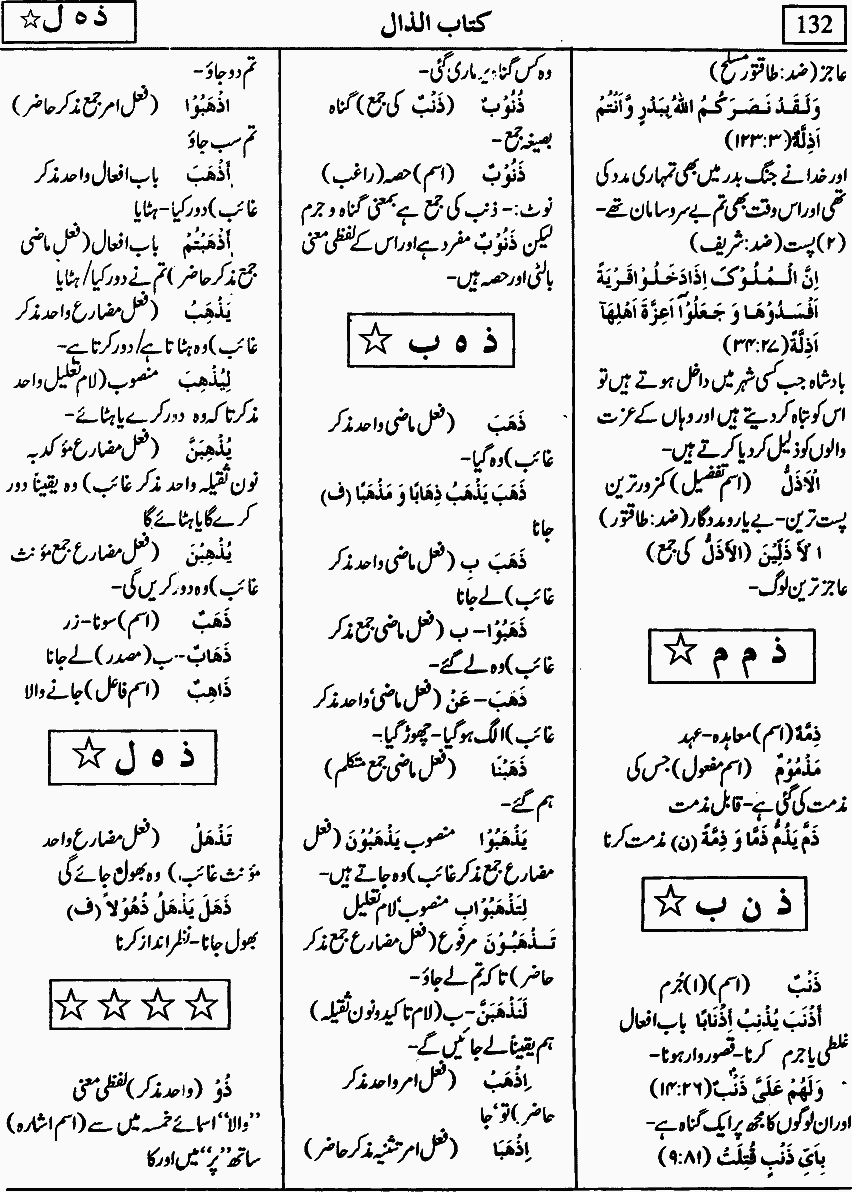 132
کتاب الذال
ذ ہ ل ☆
عاجز (ضد: طاقتور مسلح)
وَلَقَدْ نَصَرَكُمُ اللهُ بِبَدْرٍ وَّاَنْتُمْ
اَذِلَّةٌ (۱۲۳:۳)
اور خدا نے جنگ بدر میں بھی تمہاری مدد کی
تھی اور اس وقت بھی تم بے سروسامان تھے-
(۲) پست (ضد: شریف)
اِنَّ الْمُلُوْکَ اِذَا دَخَلُوْا قَرْيَةً
اَفْسَدُوْهَا وَ جَعَلُوْا اَعِزَّةَ اَهْلِهَآ
اَذِلَّةً (۳۴:۲۷)
بادشاہ جب کسی شہر میں داخل ہوتے ہیں تو
اس کو تباہ کر دیتے ہیں اور وہاں کے عزت
والوں کو ذلیل کر دیا کرتے ہیں-
اَلْاَذَلُّ (اسم تفضیل) کمزور ترین
پست ترین- بے یار و مددگار (ضد: طاقتور)
الْاَذَلِّیْنَ (الْاَذَلُّ کی جمع)
عاجز ترین لوگ-
ذ م م ☆
ذِمَّةٌ (اسم) معاہدہ- عہد
مَذْمُوْمٌ (اسم مفعول) جس کی
مذمت کی گئی ہے- قابل مذمت
ذَمَّ يَذُمُّ ذَمًّا وَ ذِمَّةً (ن) مذمت کرنا
ذ ن ب ☆
ذَنْبٌ (اسم) (ا) جُرم
أَذْنَبَ يُذْنِبُ إِذْنَابًا باب افعال
غلطی یا جرم کرنا- قصوروار ہونا-
وَلَهُمْ عَلَيَّ ذَنْبٌ (۱۴:۲۶)
اور ان لوگوں کا مجھ پر ایک گناہ ہے-
بِاَيِّ ذَنْبٍ قُتِلَتْ (۹:۸۱)
وہ کس گناہ پر ماری گئی-
ذُنُوْبٌ (ذَنْبٌ کی جمع) گناہ
بصیغہ جمع-
ذَنُوْبٌ (اسم) حصہ (راغب)
نوٹ:- ذنب کی جمع ہے بمعنی گناہ و جرم
لیکن ذَنُوْبٌ مفرد ہے اور اس کے لفظی معنی
بالٹی اور حصہ ہیں-
ذ ہ ب ☆
ذَهَبَ (فعل ماضی واحد مذکر
غائب) وہ گیا-
ذَهَبَ يَذْهَبُ ذِهَابًا وَ مَذْهَبًا (ف)
جانا
ذَهَبَ بِ (فعل ماضی واحد مذکر
غائب) لے جانا
ذَهَبُوْا- ب (فعل ماضی جمع مذکر
غائب) وہ لے گئے-
ذَهَبَ- عَنْ (فعل ماضی واحد مذکر
غائب) الگ ہو گیا- چھوڑ گیا-
ذَهَبْنَا (فعل ماضی جمع متکلم)
ہم گئے-
يَذْهَبُوْا منصوب يَذْهَبُوْنَ (فعل
مضارع جمع مذکر غائب) وہ جاتے ہیں-
لِتَذْهَبُوْاب منصوب' لام تعلیل
تَذْهَبُوْنَ مرفوع (فعل مضارع جمع مذکر
حاضر) تاکہ تم لے جاؤ-
لَنَذْهَبَنَّ- ب (لام تاکید و نون ثقیلہ)
ہم یقیناً لے جائیں گے-
اِذْهَبْ (فعل امر واحد مذکر
حاضر) تو' جا
اِذْهَبَا (فعل امر تثنیہ مذکر حاضر)
تم دو جاؤ-
اذْهَبُوْا (فعل امر جمع مذکر حاضر)
تم سب جاؤ
أَذْهَبَ باب افعال واحد مذکر
غائب) دور کیا- ہٹایا
أَذْهَبْتُمْ باب افعال (فعل ماضی
جمع مذکر حاضر) تم نے دور کیا/ ہٹایا
يُذْهِبُ (فعل مضارع واحد مذکر
غائب) وہ ہٹاتا ہے/ دور کرتا ہے-
لِيُذْهِبَ منصوب (لام تعلیل واحد
مذکر تاکہ وہ دور کرے یا ہٹائے-
يُذْهِبَنَّ (فعل مضارع مؤکد بہ
نون ثقیلہ واحد مذکر غائب) وہ یقیناً دور
کرے گا یا ہٹائے گا
يُذْهِبْنَ (فعل مضارع جمع مؤنث
غائب) وہ دور کریں گی-
ذَهَبٌ (اسم) سونا- زر
ذَهَابٌ-- ب (مصدر) لے جانا
ذَاهِبٌ (اسم فاعل) جانے والا
ذ ہ ل ☆
تَذْهَلُ (فعل مضارع واحد
مؤنث غائب) وہ بھول جائے گی
ذَهَلَ يَذْهَلُ ذُهُوْلاً (ف)
بھول جانا- نظر انداز کرنا
☆ ☆ ☆ ☆
ذُوْ (واحد مذکر) لفظی معنی
"والا" اسمائے خمسہ میں سے (اسم اشارہ)
ساتھ "پر" میں اور کا